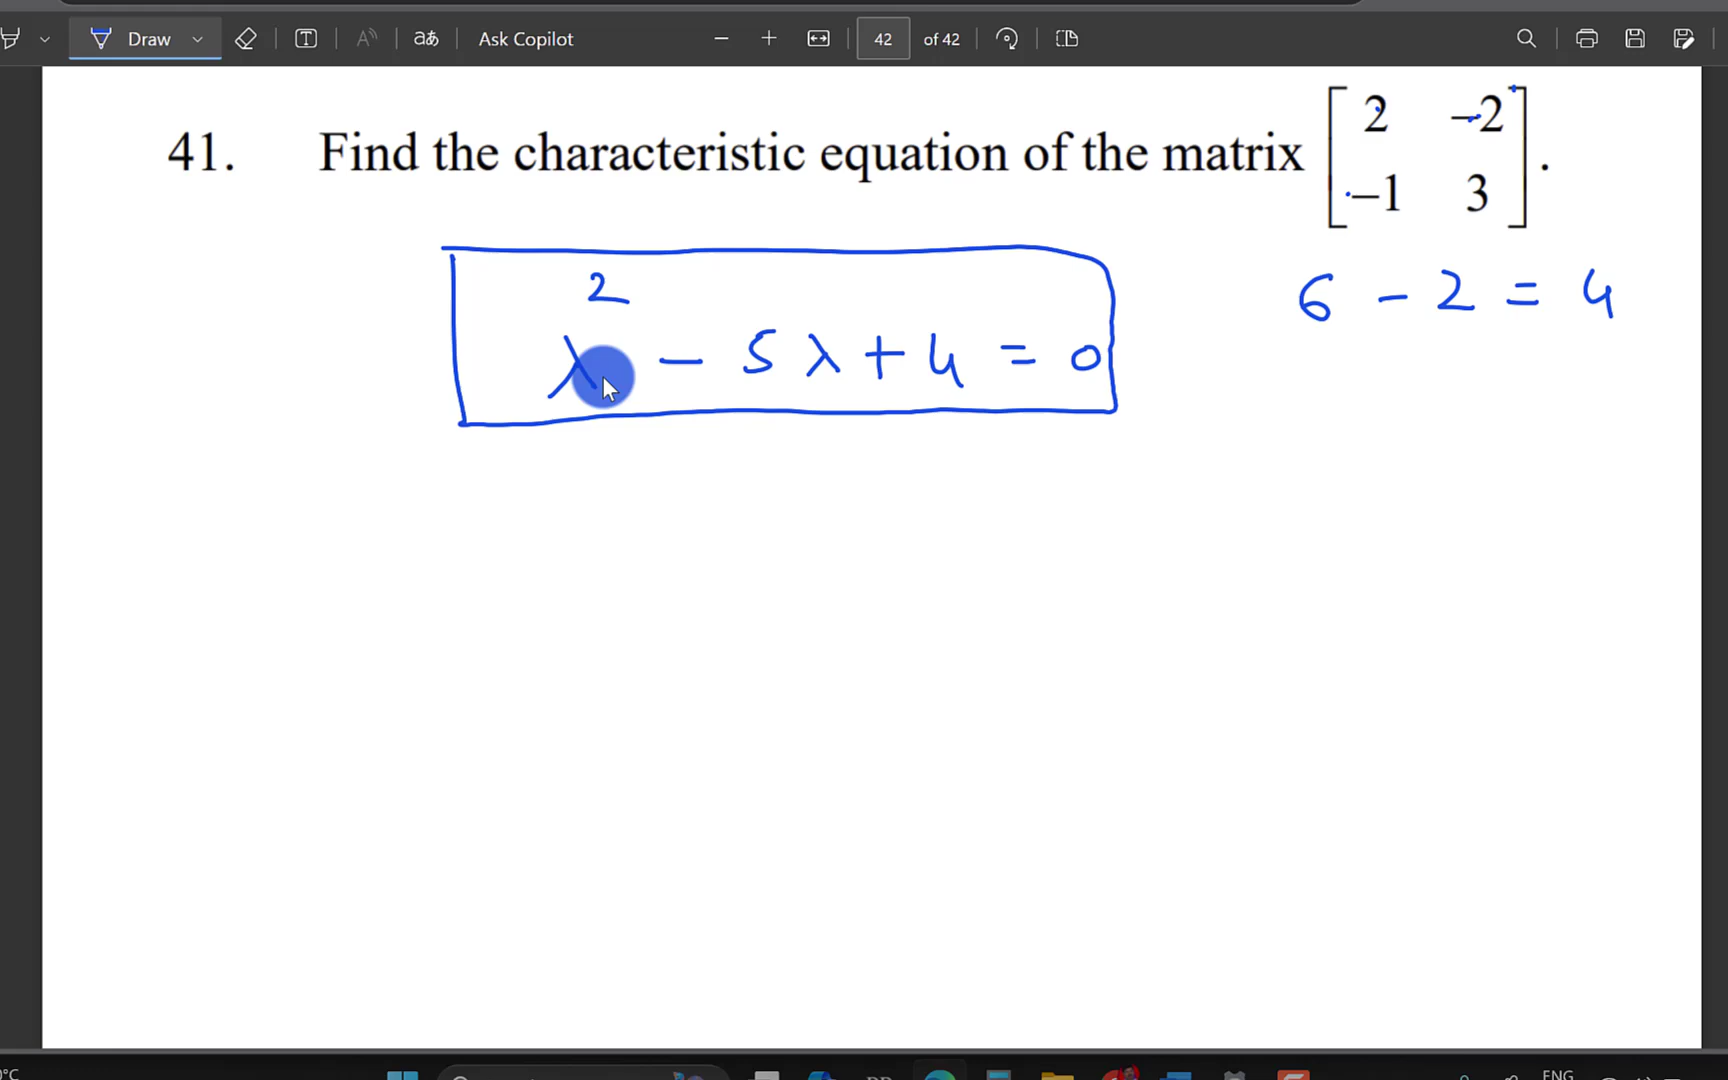 Draw Ask Copilot 42 of 42
41. Find the characteristic equation of the matrix [ 2 −2
−1 3 ] .
6 - 2 = 4
λ² - 5λ + 4 = 0
ENG